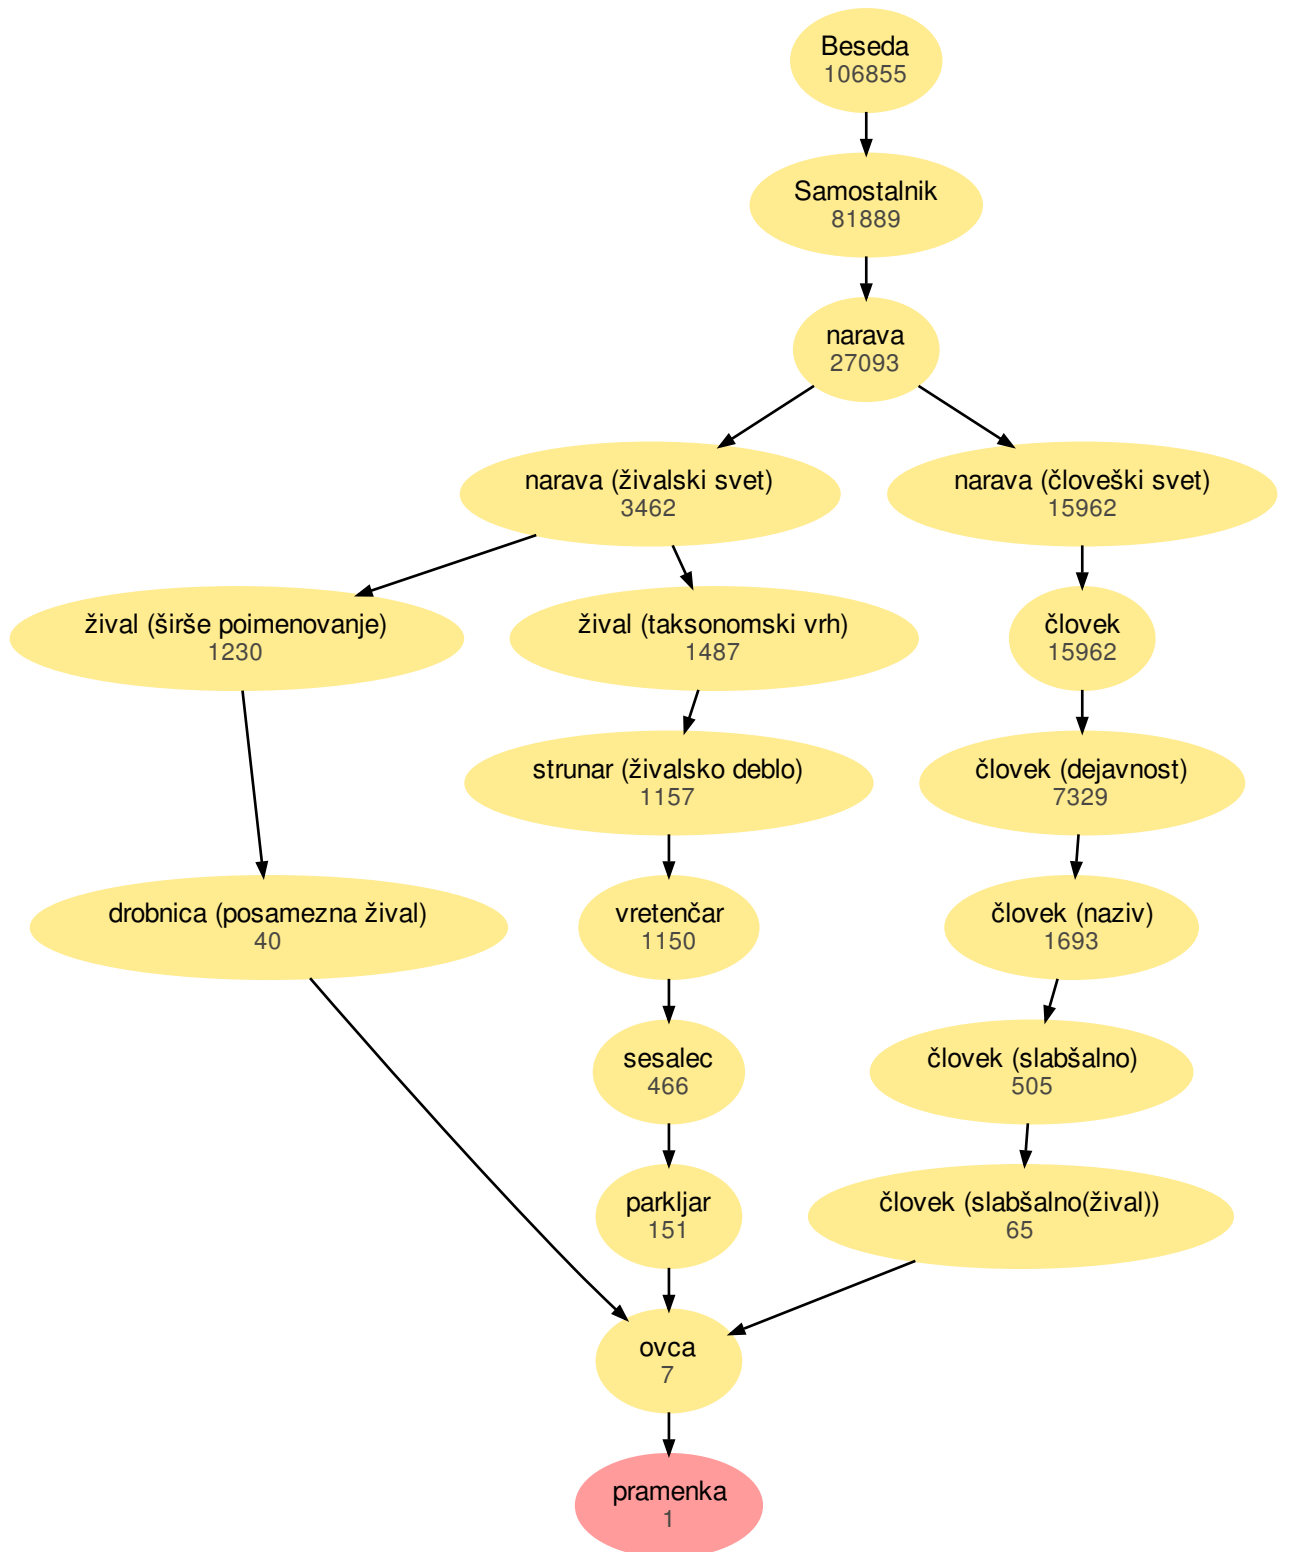 Beseda
106855
Samostalnik
81889
narava
27093
narava (živalski svet)
3462
narava (človeški svet)
15962
žival (širše poimenovanje)
1230
žival (taksonomski vrh)
1487
človek
15962
strunar (živalsko deblo)
1157
človek (dejavnost)
7329
drobnica (posamezna žival)
40
vretenčar
1150
človek (naziv)
1693
sesalec
466
človek (slabšalno)
505
parkljar
151
človek (slabšalno(žival))
65
ovca
7
pramenka
1